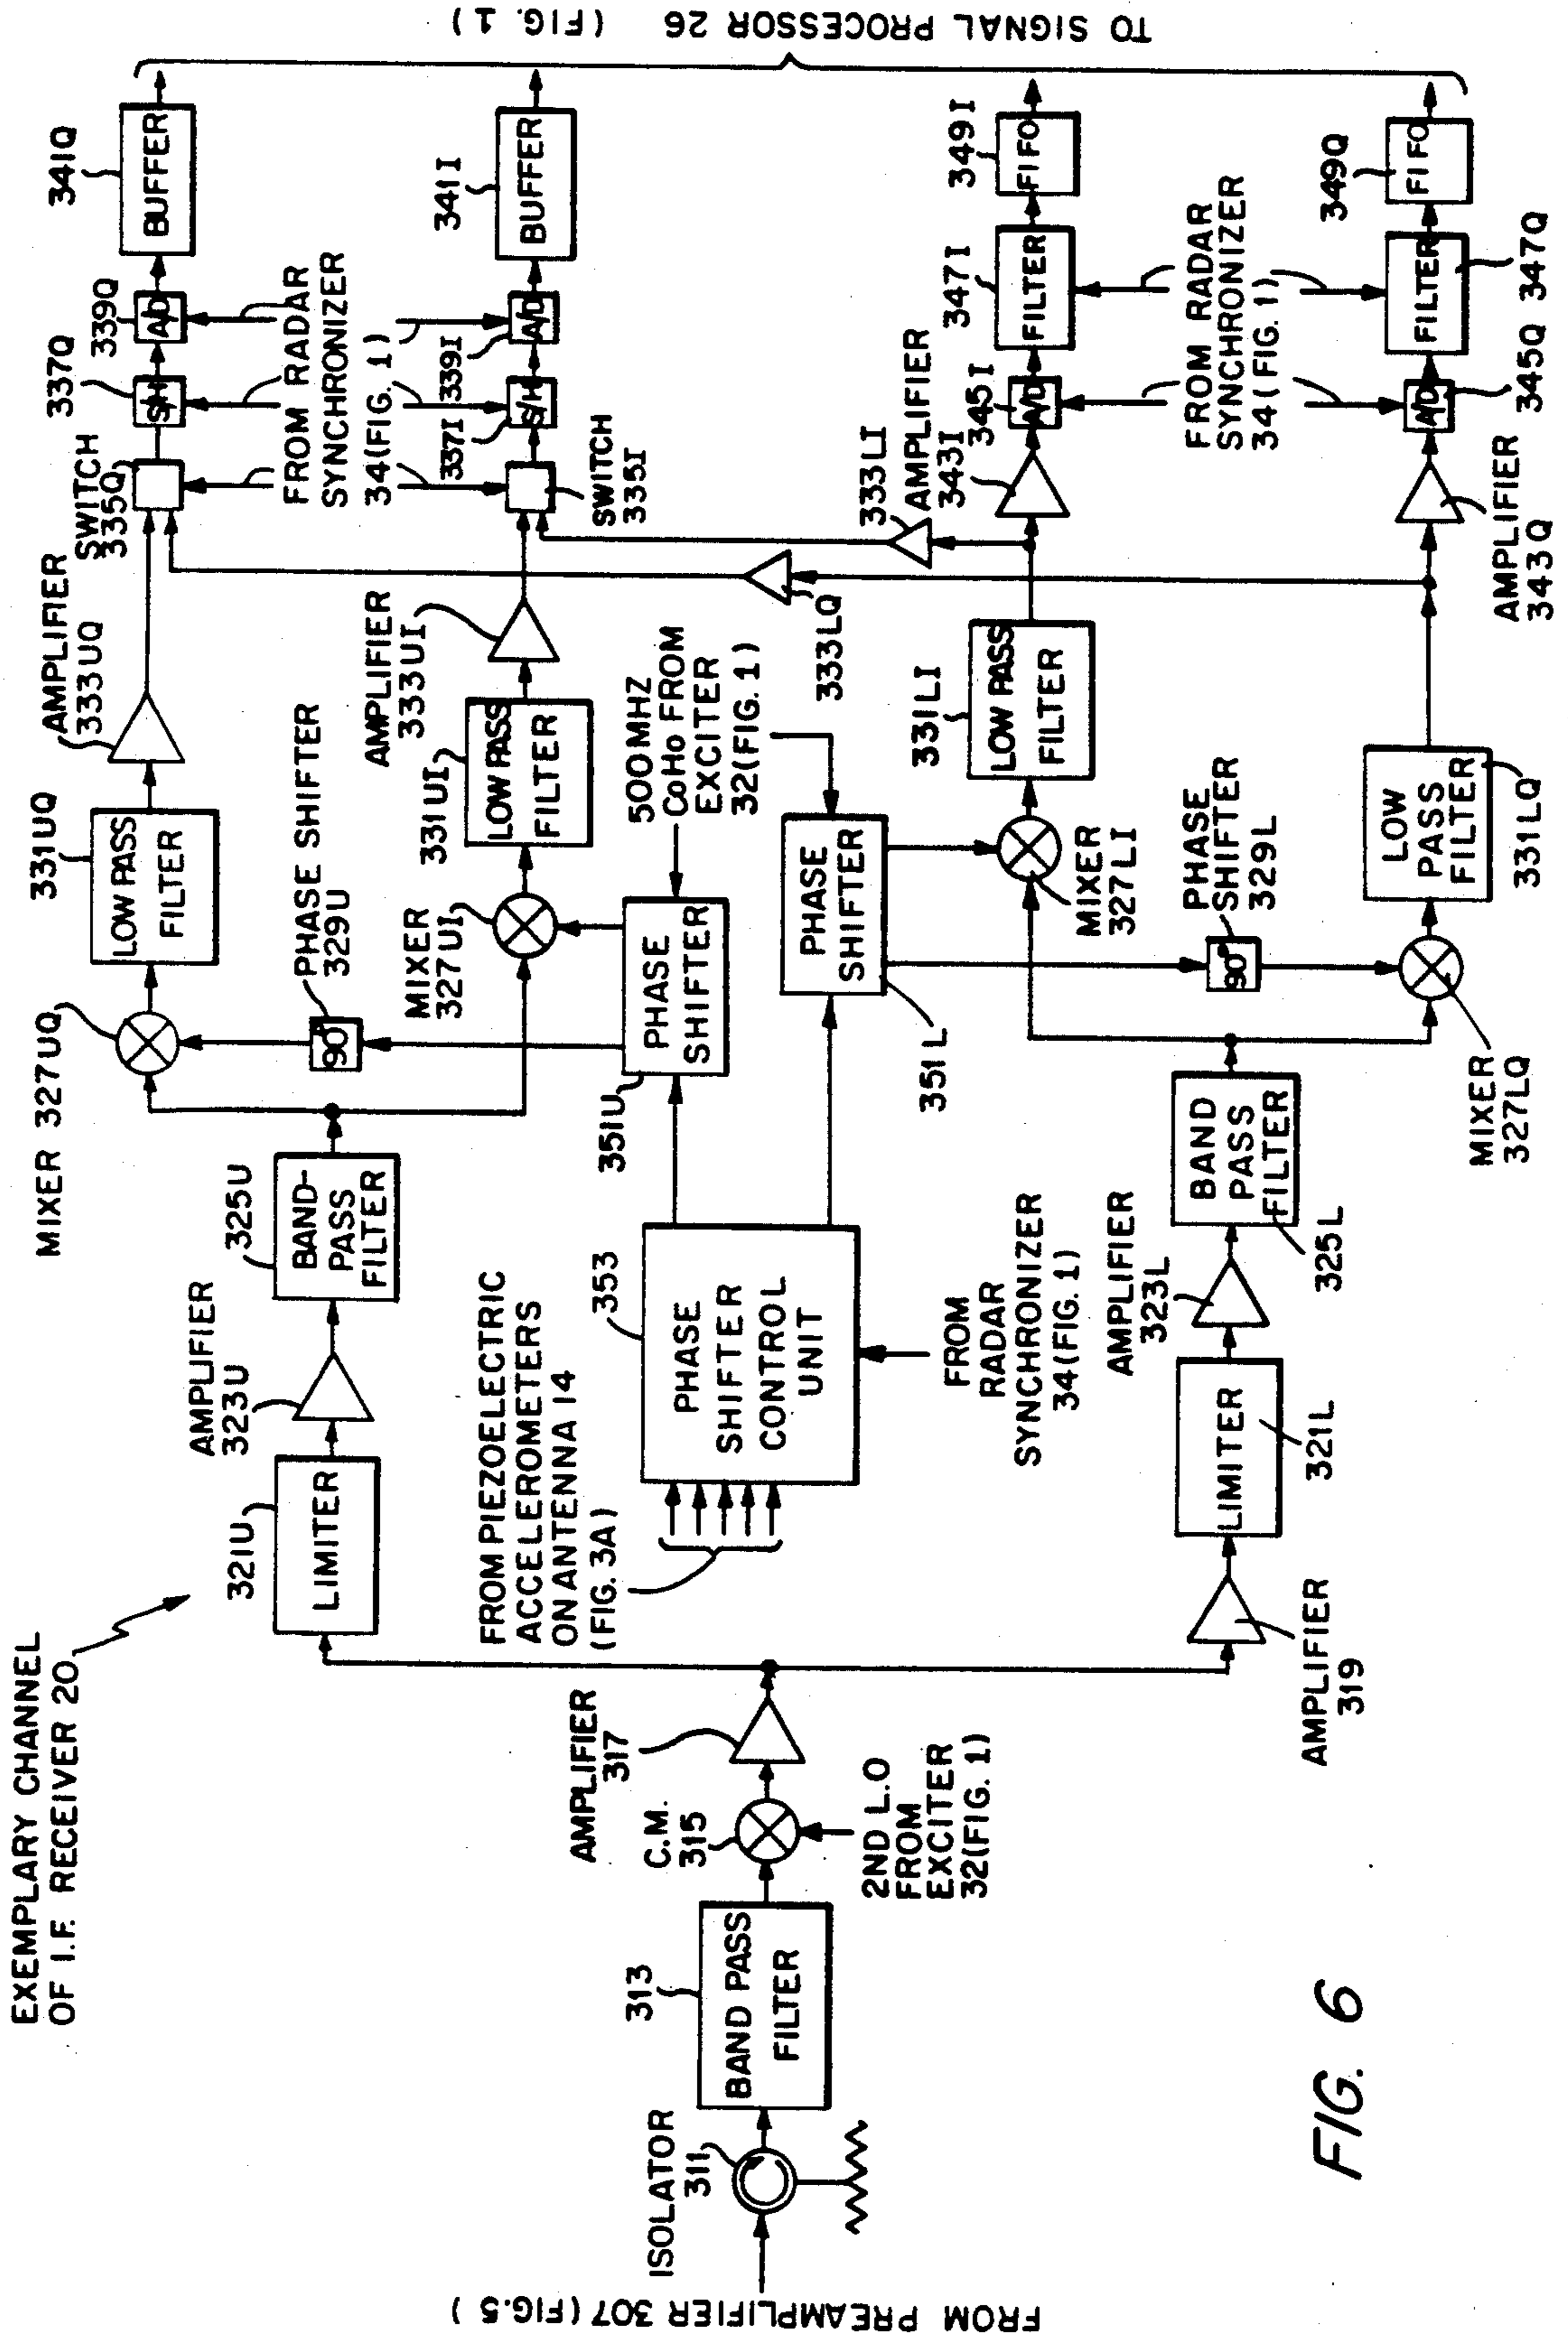 EXEMPLARY CHANNEL
OF I.F. RECEIVER 20
FROM PREAMPLIFIER 307 (FIG.5)
ISOLATOR
311
313
BAND PASS
FILTER
C.M.
315
2ND L.O
FROM
EXCITER
32(FIG. 1)
AMPLIFIER
317
AMPLIFIER
319
321U
LIMITER
AMPLIFIER
323U
325U
BAND-
PASS
FILTER
MIXER 327UQ
90°
PHASE SHIFTER
329U
331UQ
LOW PASS
FILTER
AMPLIFIER
333UQ
SWITCH
335Q
337Q
S/H
339Q
A/D
341Q
BUFFER
MIXER
327UI
331UI
LOW PASS
FILTER
AMPLIFIER
333UI
SWITCH
335I
337I
S/H
339I
A/D
341I
BUFFER
FROM RADAR
SYNCHRONIZER
34(FIG. 1)
FROM PIEZOELECTRIC
ACCELEROMETERS
ON ANTENNA 14
(FIG. 3A)
353
PHASE
SHIFTER
CONTROL
UNIT
FROM
RADAR
SYNCHRONIZER
34(FIG. 1)
351U
PHASE
SHIFTER
500MHZ
CoHo FROM
EXCITER
32(FIG. 1)
PHASE
SHIFTER
351L
333LQ
333LI
LIMITER
321L
AMPLIFIER
323L
BAND
PASS
FILTER
325L
MIXER
327LI
331LI
LOW PASS
FILTER
AMPLIFIER
343I
345I
A/D
347I
FILTER
349I
FIFO
90°
PHASE
SHIFTER
329L
MIXER
327LQ
LOW
PASS
FILTER
331LQ
AMPLIFIER
343Q
A/D
345Q
FILTER
347Q
349Q
FIFO
FROM RADAR
SYNCHRONIZER
34(FIG. 1)
TO SIGNAL PROCESSOR 26 (FIG. 1)
FIG. 6